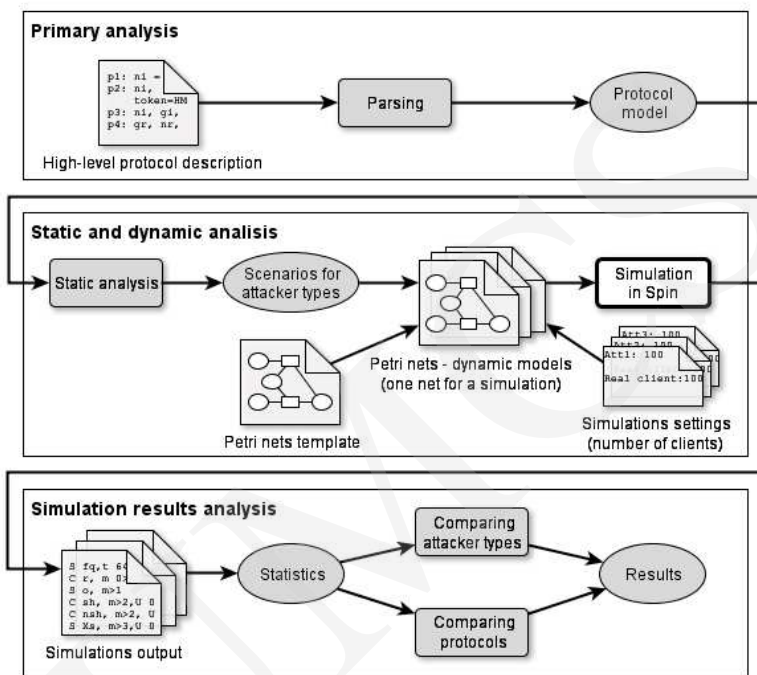 Primary analysis
p1: ni =
p2: ni,
token=HM
p3: ni, gi,
p4: gr, nr,
High-level protocol description
Parsing
Protocol
model
Static and dynamic analisis
Static analysis
Scenarios for
attacker types
Petri nets template
Petri nets - dynamic models
(one net for a simulation)
Simulation
in Spin
Att3: 100
Att2: 100
Att1: 100
Real client:100
Simulations settings
(number of clients)
Simulation results analysis
S fq,t 64
C r, m 0>
S o, m>1
C sh, m>2,U 0
C nsh, m>2, U
S Xs, m>3,U 0
Simulations output
Statistics
Comparing
attacker types
Comparing
protocols
Results